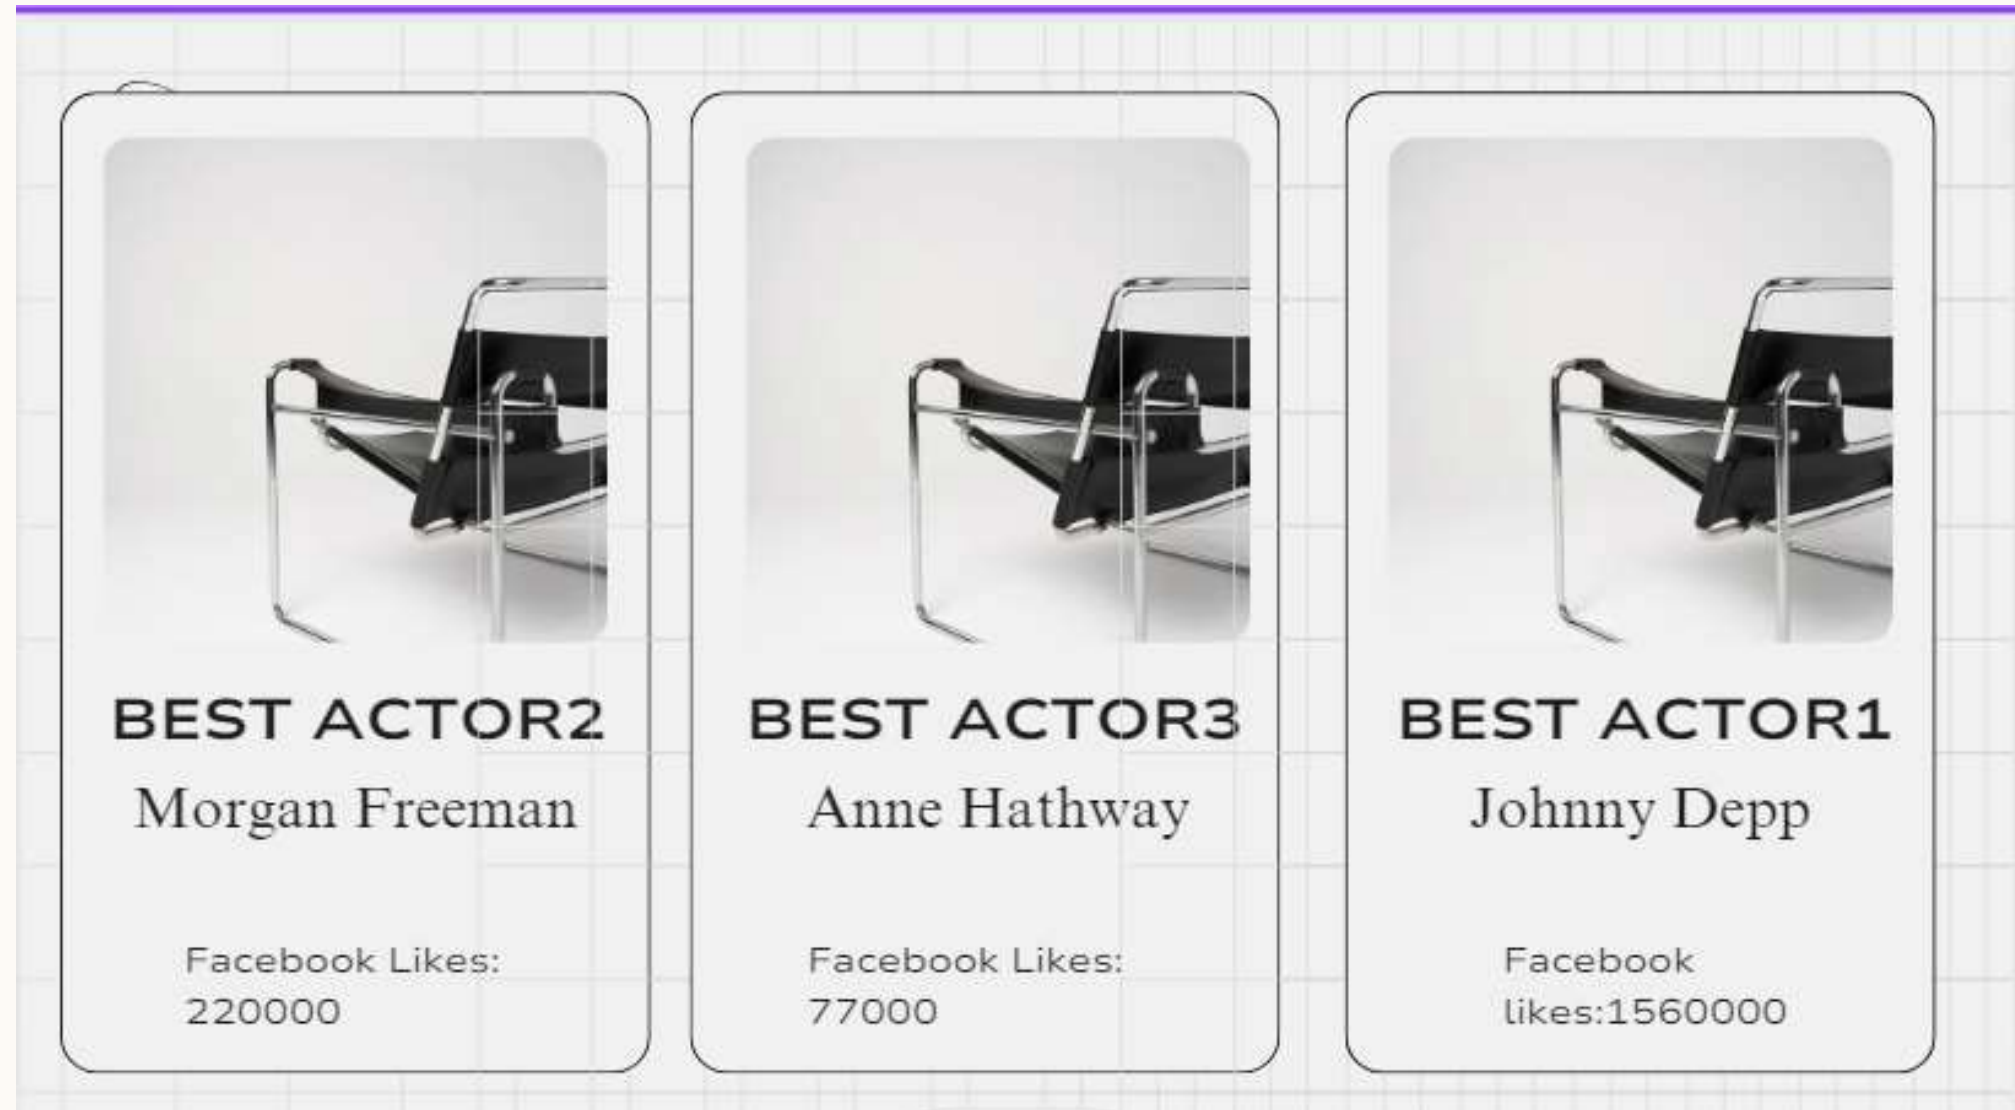 BEST ACTOR2
Morgan Freeman
Facebook Likes:
220000
BEST ACTOR3
Anne Hathway
Facebook Likes:
77000
BEST ACTOR1
Johnny Depp
Facebook
likes:1560000